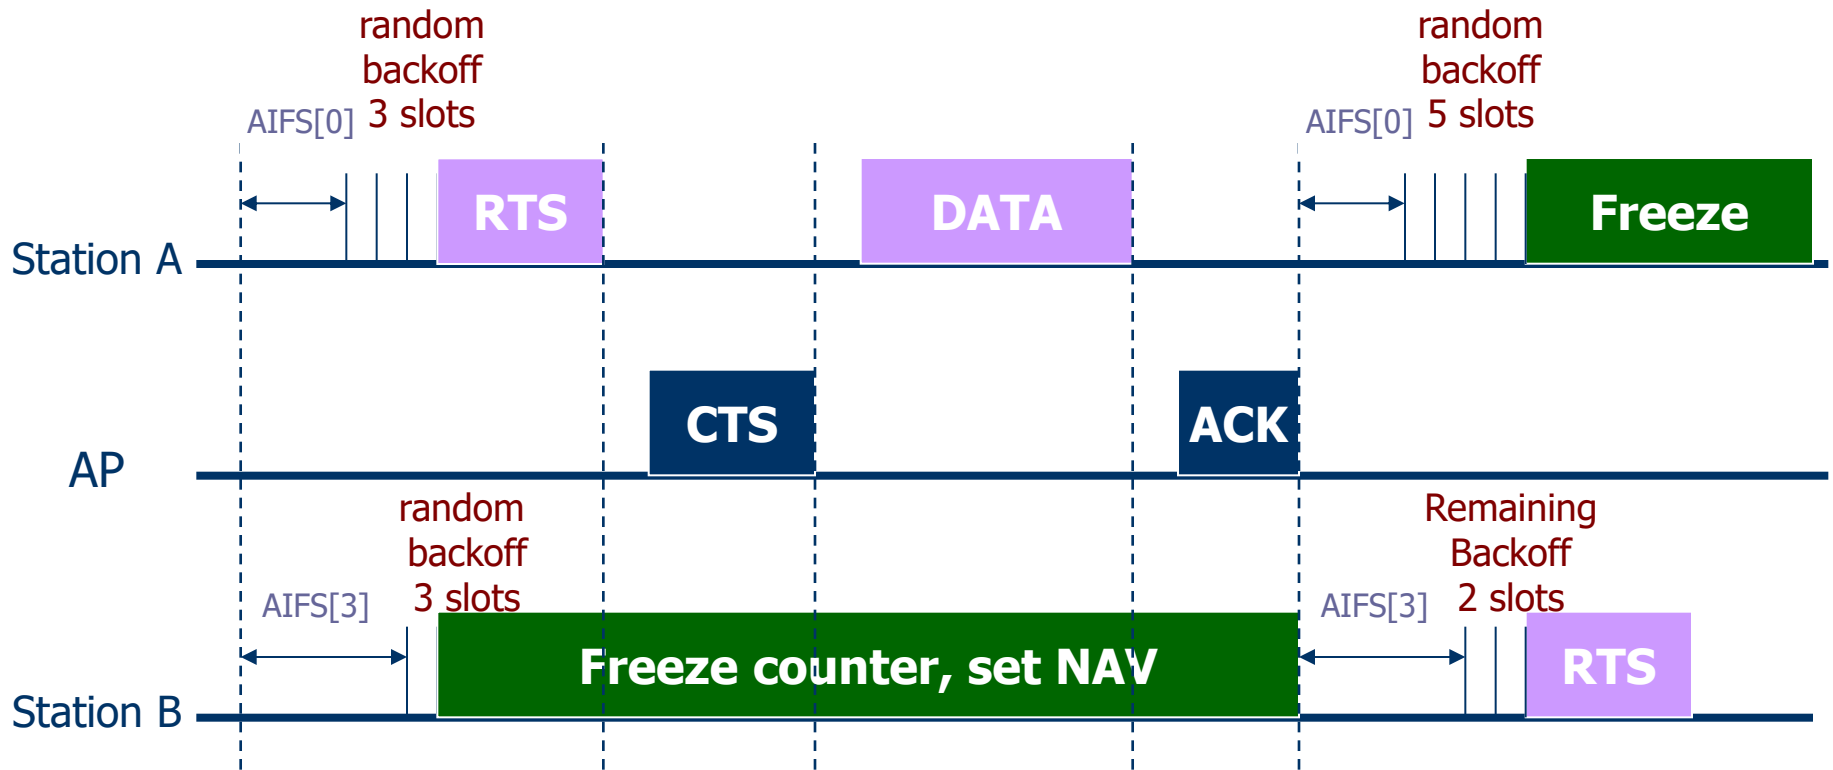 random
backoff
3 slots
AIFS[0]
random
backoff
5 slots
AIFS[0]
Station A
RTS
DATA
Freeze
AP
CTS
ACK
random
backoff
3 slots
AIFS[3]
Remaining
Backoff
2 slots
AIFS[3]
Station B
Freeze counter, set NAV
RTS